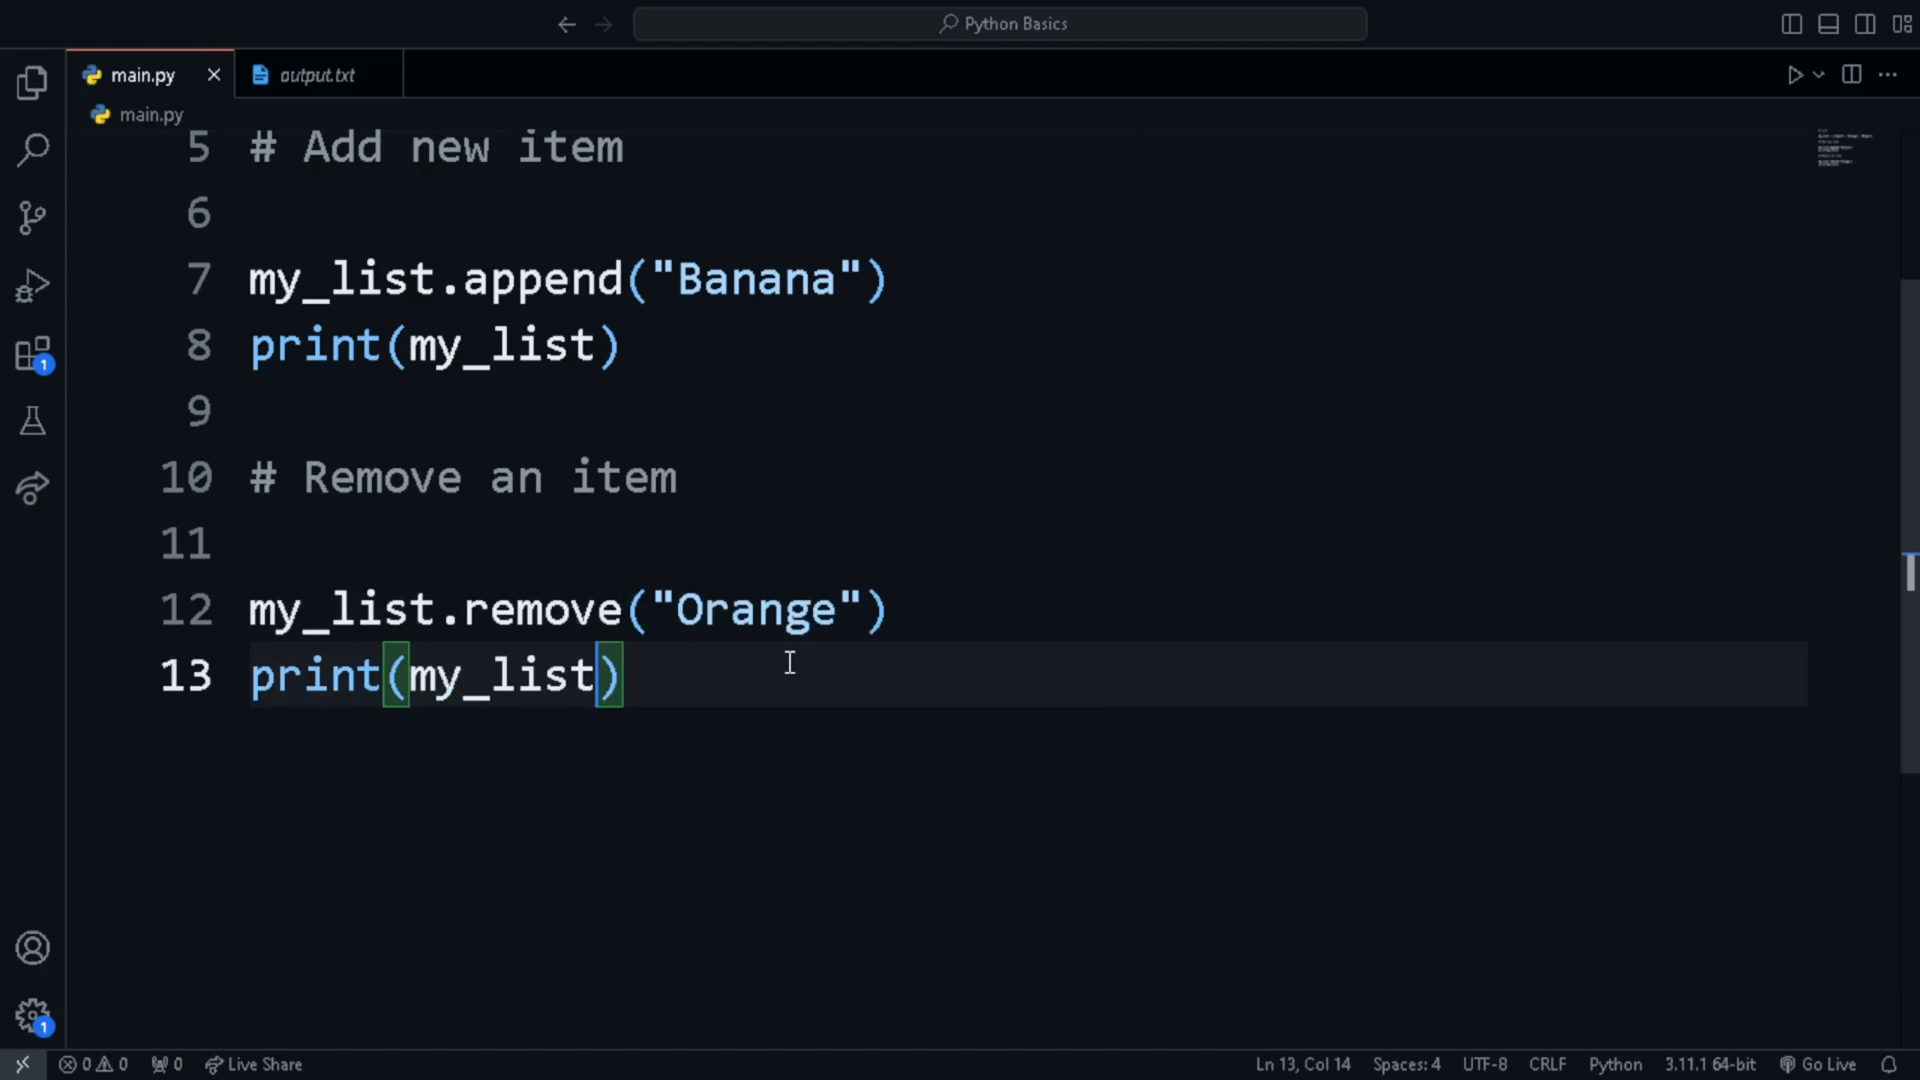 Python Basics
main.py
output.txt
main.py
5 # Add new item
6
7 my_list.append("Banana")
8 print(my_list)
9
10 # Remove an item
11
12 my_list.remove("Orange")
13 print(my_list)
1
1
0 0 0 Live Share Ln 13, Col 14 Spaces: 4 UTF-8 CRLF Python 3.11.1 64-bit Go Live